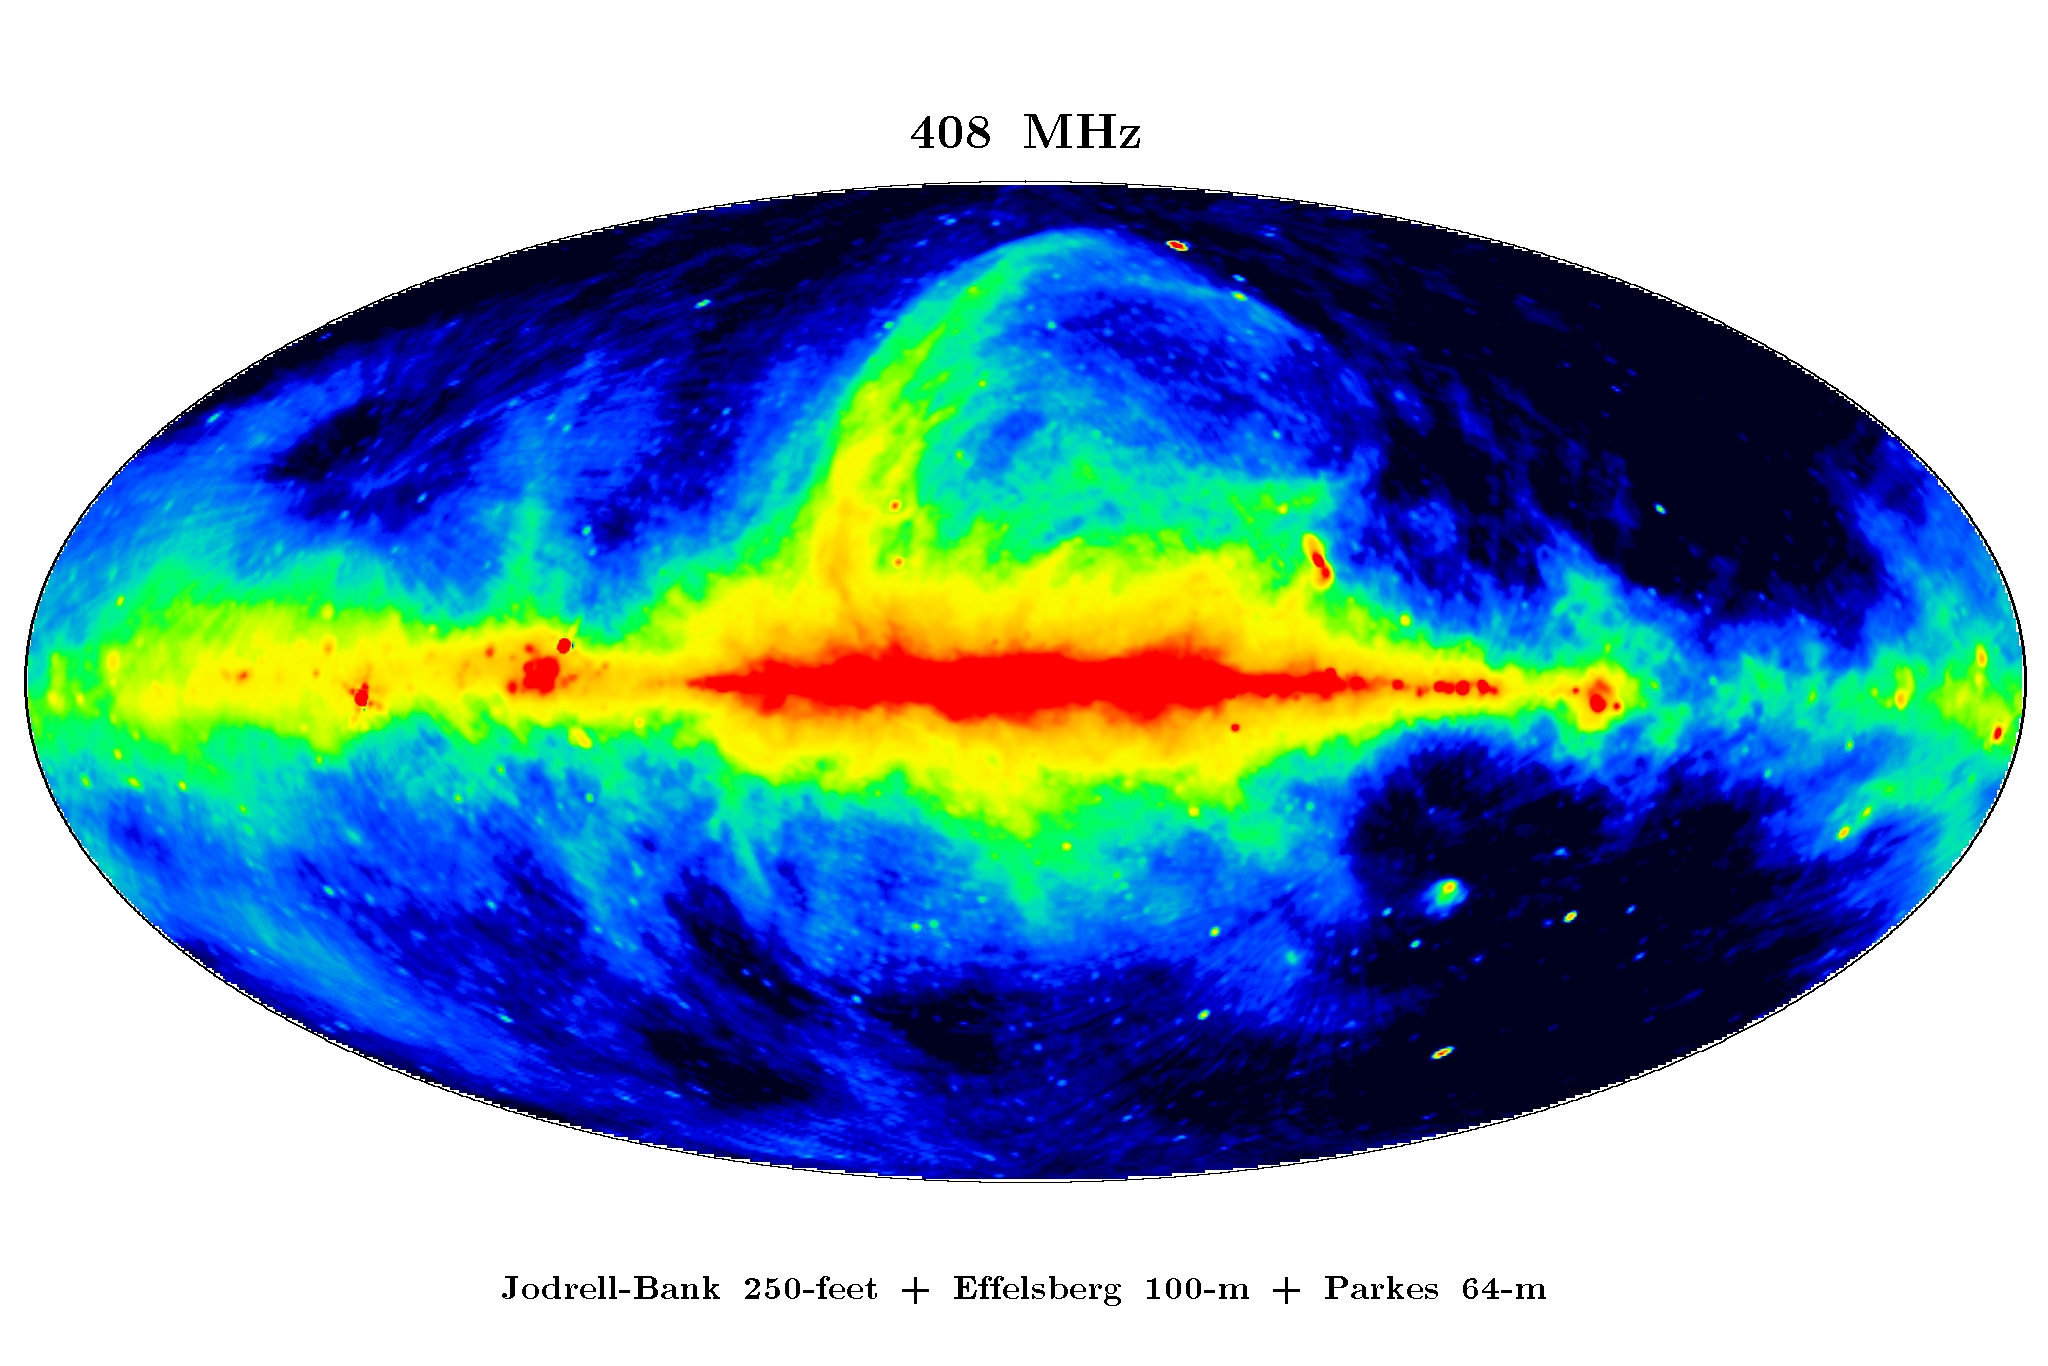 408 MHz
Jodrell-Bank 250-feet + Effelsberg 100-m + Parkes 64-m